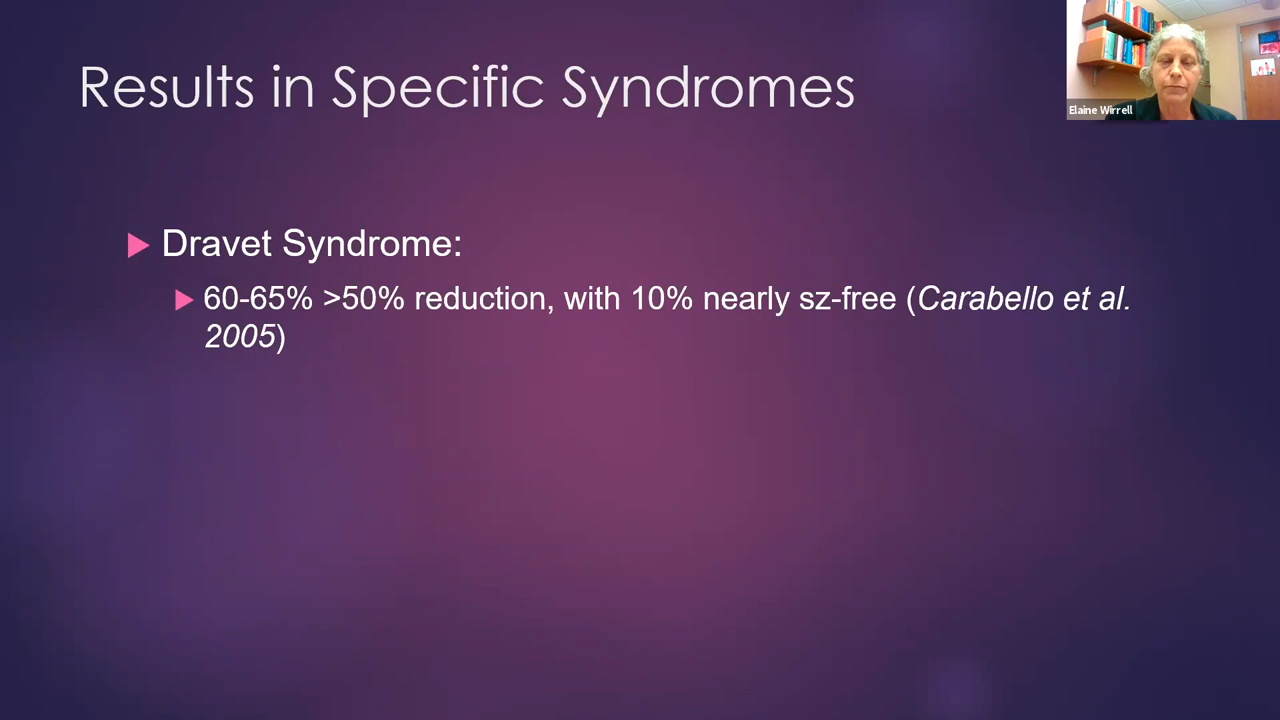 Results in Specific Syndromes
Elaine Wirrell
Dravet Syndrome:
60-65% >50% reduction, with 10% nearly sz-free (Carabello et al.
2005)